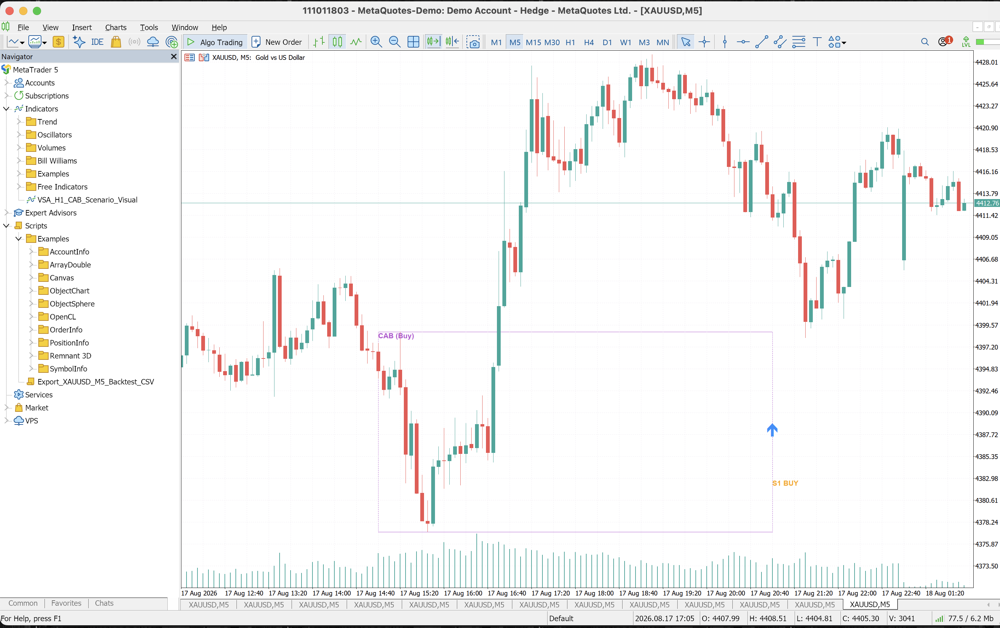 111011803 - MetaQuotes-Demo: Demo Account - Hedge - MetaQuotes Ltd. - [XAUUSD,M5]
File View Insert Charts Tools Window Help
IDE Algo Trading New Order M1 M5 M15 M30 H1 H4 D1 W1 M3 MN 1 LVL
Navigator
MetaTrader 5
Accounts
Subscriptions
Indicators
Trend
Oscillators
Volumes
Bill Williams
Examples
Free Indicators
VSA_H1_CAB_Scenario_Visual
Expert Advisors
Scripts
Examples
AccountInfo
ArrayDouble
Canvas
ObjectChart
ObjectSphere
OpenCL
OrderInfo
PositionInfo
Remnant 3D
SymbolInfo
Export_XAUUSD_M5_Backtest_CSV
Services
Market
VPS
Common Favorites Chats
XAUUSD, M5: Gold vs US Dollar
CAB (Buy)
S1 BUY
4428.01
4425.64
4423.27
4420.90
4418.53
4416.16
4413.79
4412.76
4411.42
4409.05
4406.68
4404.31
4401.94
4399.57
4397.20
4394.83
4392.46
4390.09
4387.72
4385.35
4382.98
4380.61
4378.24
4375.87
4373.50
17 Aug 2026 17 Aug 12:40 17 Aug 13:20 17 Aug 14:00 17 Aug 14:40 17 Aug 15:20 17 Aug 16:00 17 Aug 16:40 17 Aug 17:20 17 Aug 18:00 17 Aug 18:40 17 Aug 19:20 17 Aug 20:00 17 Aug 20:40 17 Aug 21:20 17 Aug 22:00 17 Aug 22:40 18 Aug 01:20
XAUUSD,M5 XAUUSD,M5 XAUUSD,M5 XAUUSD,M5 XAUUSD,M5 XAUUSD,M5 XAUUSD,M5 XAUUSD,M5 XAUUSD,M5 XAUUSD,M5 XAUUSD,M5 XAUUSD,M5 XAUUSD,M5
For Help, press F1 Default 2026.08.17 17:05 O: 4407.99 H: 4408.51 L: 4404.81 C: 4405.30 V: 3041 77.5 / 6.2 Mb